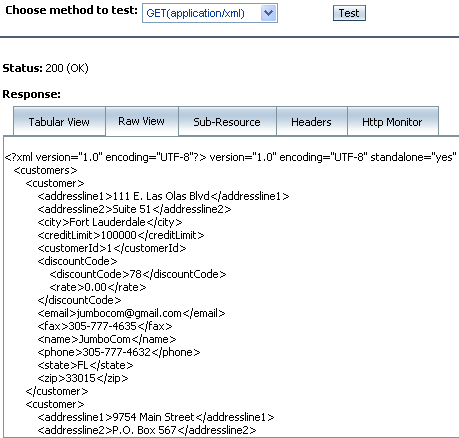 Choose method to test: GET(application/xml) Test
Status: 200 (OK)
Response:
Tabular View Raw View Sub-Resource Headers Http Monitor
<?xml version="1.0" encoding="UTF-8"?> version="1.0" encoding="UTF-8" standalone="yes"
<customers>
<customer>
<addressline1>111 E. Las Olas Blvd</addressline1>
<addressline2>Suite 51</addressline2>
<city>Fort Lauderdale</city>
<creditLimit>100000</creditLimit>
<customerId>1</customerId>
<discountCode>
<discountCode>78</discountCode>
<rate>0.00</rate>
</discountCode>
<email>jumbocom@gmail.com</email>
<fax>305-777-4635</fax>
<name>JumboCom</name>
<phone>305-777-4632</phone>
<state>FL</state>
<zip>33015</zip>
</customer>
<customer>
<addressline1>9754 Main Street</addressline1>
<addressline2>P.O. Box 567</addressline2>